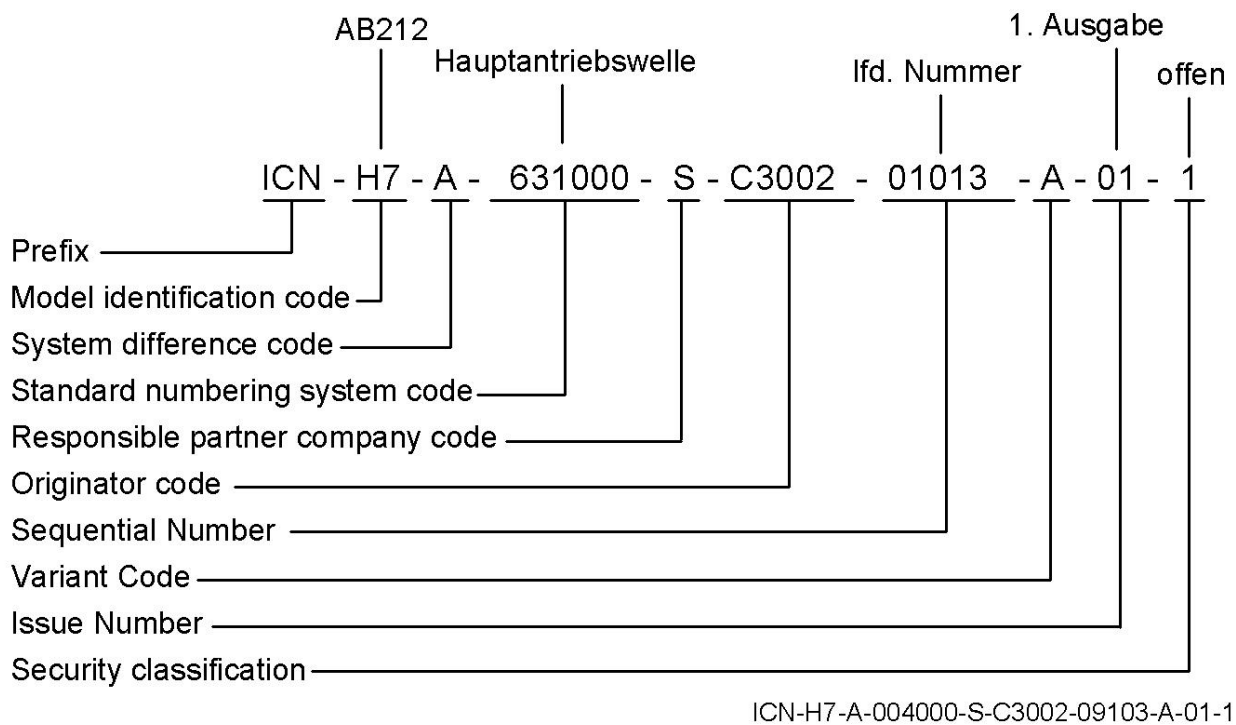 1. Ausgabe
AB212
Hauptantriebswelle
lfd. Nummer
offen
ICN - H7 - A - 631000 - S - C3002 - 01013 - A - 01 - 1
Prefix
Model identification code
System difference code
Standard numbering system code
Responsible partner company code
Originator code
Sequential Number
Variant Code
Issue Number
Security classification
ICN-H7-A-004000-S-C3002-09103-A-01-1